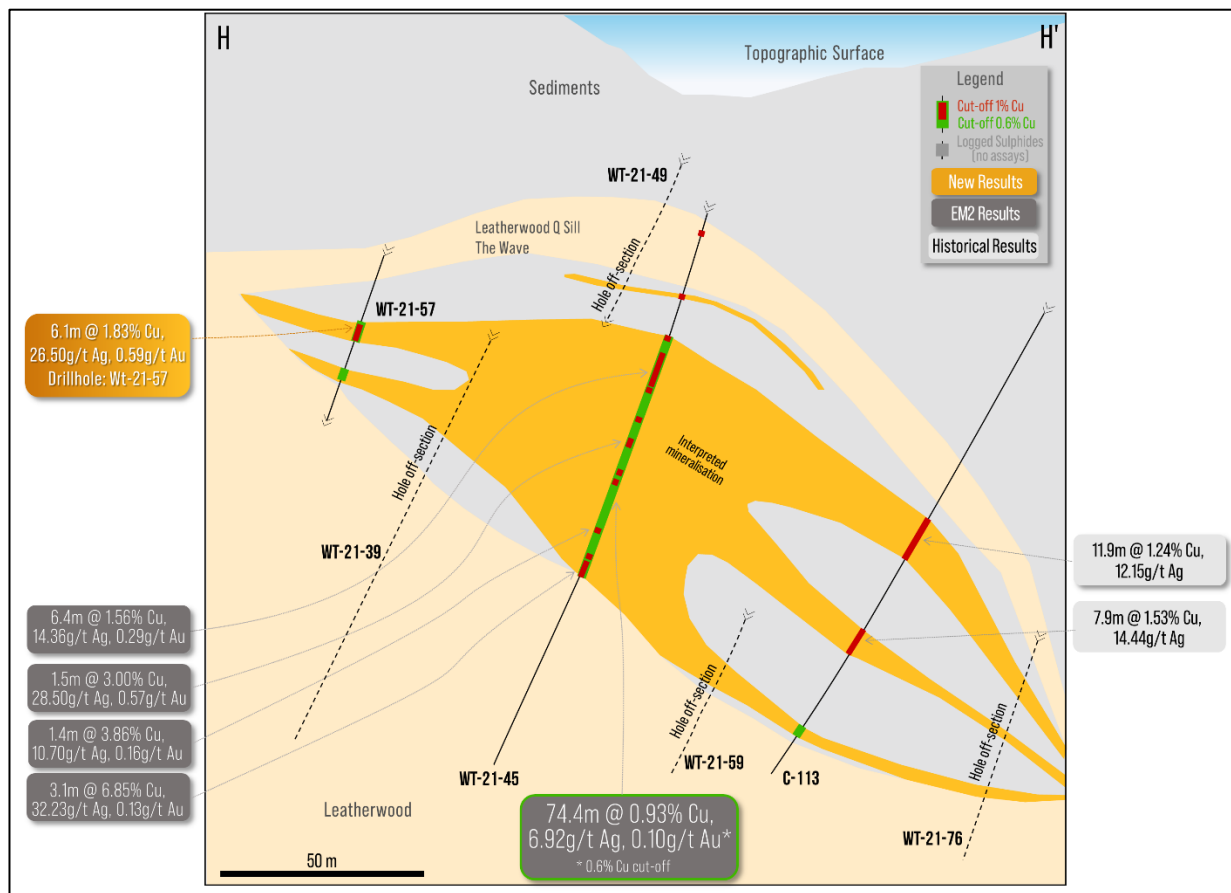 H
H'
Topographic Surface
Sediments
Legend
Cut-off 1% Cu
Cut-off 0.6% Cu
Logged Sulphides
(no assays)
New Results
EM2 Results
Historical Results
WT-21-49
Leatherwood Q Sill
The Wave
Hole off-section
WT-21-57
6.1m @ 1.83% Cu,
26.50g/t Ag, 0.59g/t Au
Drillhole: Wt-21-57
Interpreted
mineralisation
Hole off-section
WT-21-39
11.9m @ 1.24% Cu,
12.15g/t Ag
7.9m @ 1.53% Cu,
14.44g/t Ag
6.4m @ 1.56% Cu,
14.36g/t Ag, 0.29g/t Au
1.5m @ 3.00% Cu,
28.50g/t Ag, 0.57g/t Au
1.4m @ 3.86% Cu,
10.70g/t Ag, 0.16g/t Au
3.1m @ 6.85% Cu,
32.23g/t Ag, 0.13g/t Au
Hole off-section
Hole off-section
WT-21-45
WT-21-59
C-113
WT-21-76
Leatherwood
74.4m @ 0.93% Cu,
6.92g/t Ag, 0.10g/t Au*
* 0.6% Cu cut-off
50 m